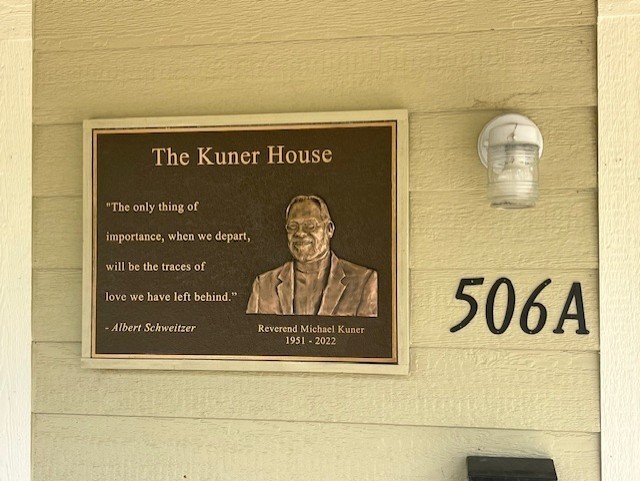 The Kuner House
"The only thing of
importance, when we depart,
will be the traces of
love we have left behind.”
- Albert Schweitzer
Reverend Michael Kuner
1951 - 2022
506A